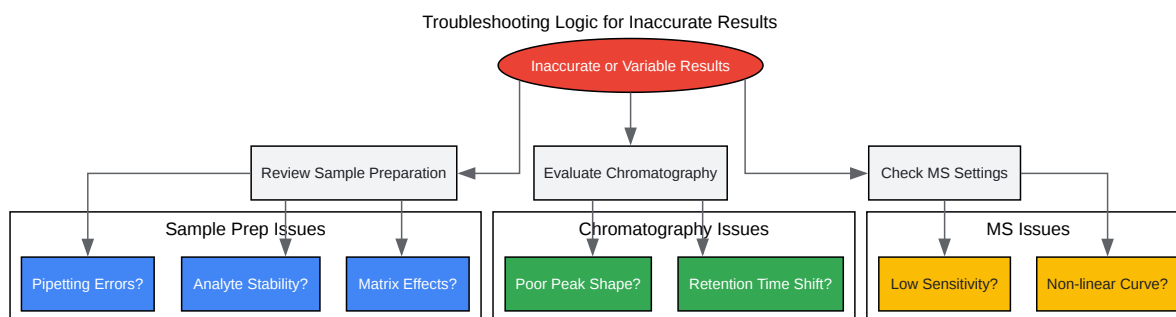 Troubleshooting Logic for Inaccurate Results
Inaccurate or Variable Results
Review Sample Preparation
Evaluate Chromatography
Check MS Settings
Sample Prep Issues
Chromatography Issues
MS Issues
Pipetting Errors?
Analyte Stability?
Matrix Effects?
Poor Peak Shape?
Retention Time Shift?
Low Sensitivity?
Non-linear Curve?